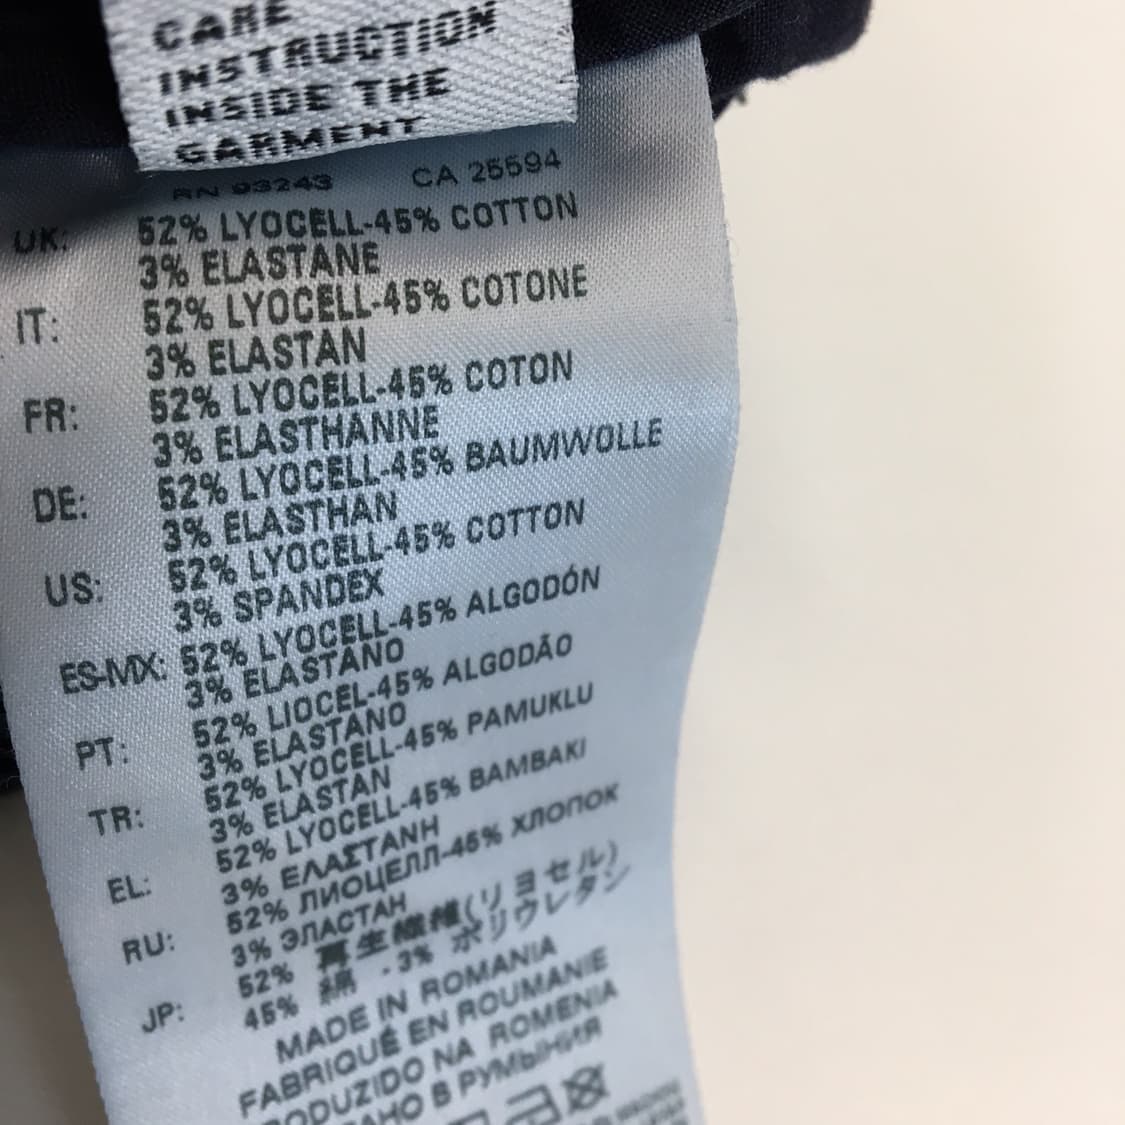 CARE
INSTRUCTION
INSIDE THE
GARMENT
RN 93243 CA 25594
UK: 52% LYOCELL-45% COTTON
3% ELASTANE
IT: 52% LYOCELL-45% COTONE
3% ELASTAN
FR: 52% LYOCELL-45% COTON
3% ELASTHANNE
DE: 52% LYOCELL-45% BAUMWOLLE
3% ELASTHAN
US: 52% LYOCELL-45% COTTON
3% SPANDEX
ES-MX: 52% LYOCELL-45% ALGODÓN
3% ELASTANO
PT: 52% LIOCEL-45% ALGODÃO
3% ELASTANO
TR: 52% LYOCELL-45% PAMUKLU
3% ELASTAN
EL: 52% LYOCELL-45% BAMBAKI
3% ΕΛΑΣΤΑΝΗ
RU: 52% ЛИОЦЕЛЛ-45% ХЛОПОК
3% ЭЛАСТАН
JP: 52% 再生繊維(リヨセル)
45% 綿 -3% ポリウレタン
MADE IN ROMANIA
FABRIQUÉ EN ROUMANIE
ODUZIDO NA ROMENIA
АНО В РУМЫНИЯ